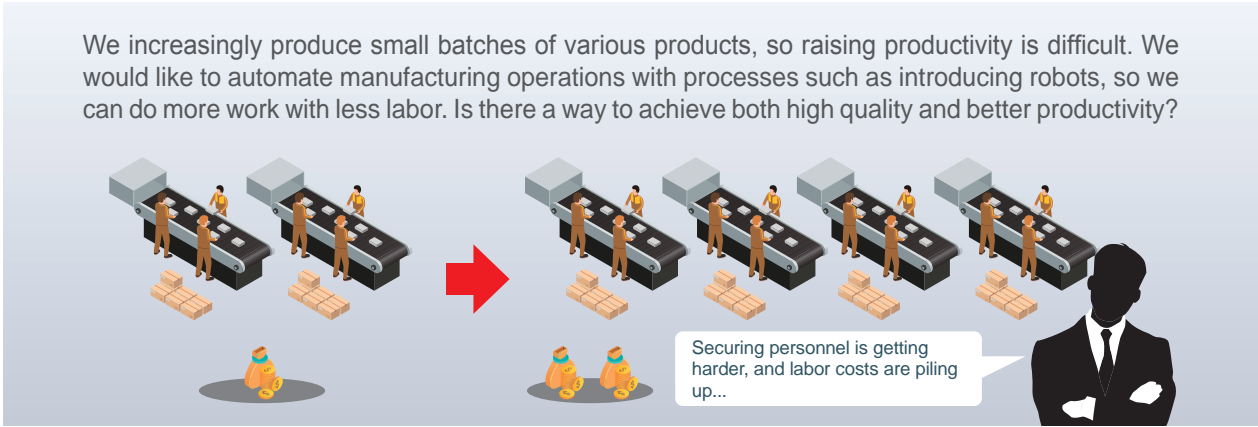 We increasingly produce small batches of various products, so raising productivity is difficult. We
would like to automate manufacturing operations with processes such as introducing robots, so we
can do more work with less labor. Is there a way to achieve both high quality and better productivity?
Securing personnel is getting
harder, and labor costs are piling
up...